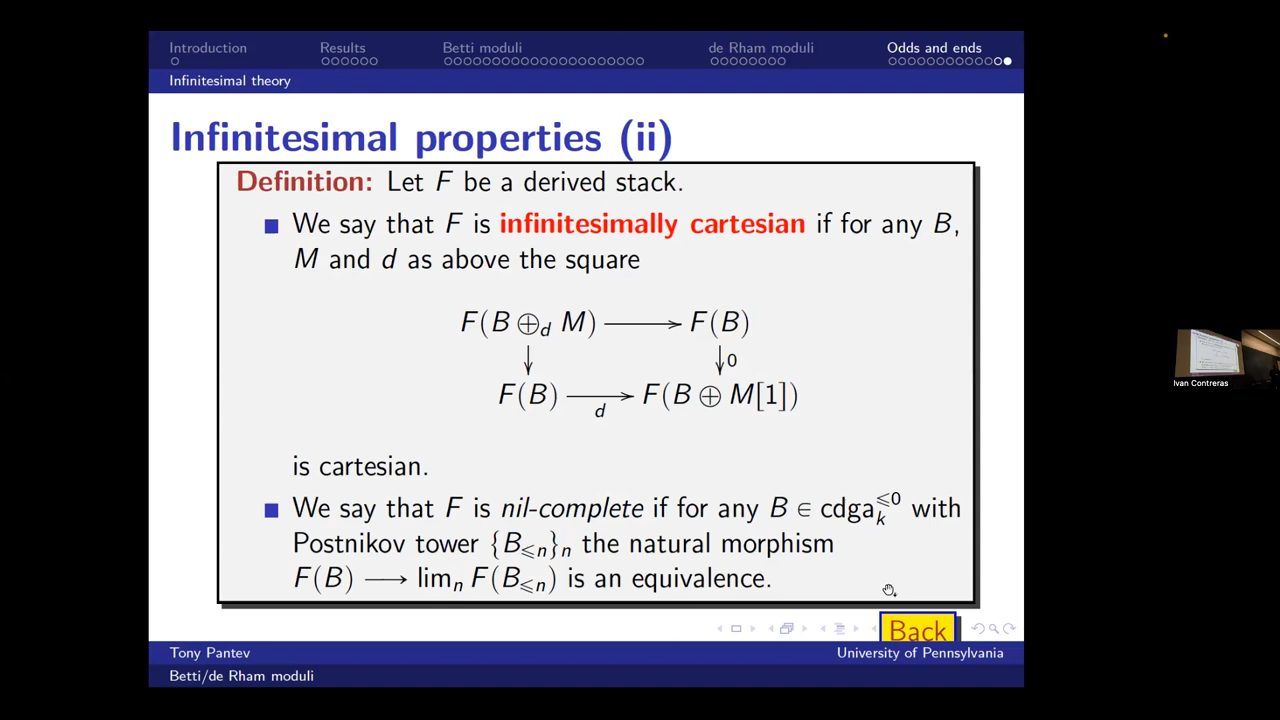 Introduction Results Betti moduli de Rham moduli Odds and ends
Infinitesimal theory
Infinitesimal properties (ii)
Definition: Let F be a derived stack.
We say that F is infinitesimally cartesian if for any B,
M and d as above the square
F(B ⊕_d M) ⟶ F(B)
0
F(B) ⟶ F(B ⊕ M[1])
d
is cartesian.
We say that F is nil-complete if for any B ∈ cdga_k^{⩽0} with
Postnikov tower {B_{⩽n}}_n the natural morphism
F(B) ⟶ lim_n F(B_{⩽n}) is an equivalence.
Back
Tony Pantev University of Pennsylvania
Betti/de Rham moduli
Ivan Contreras